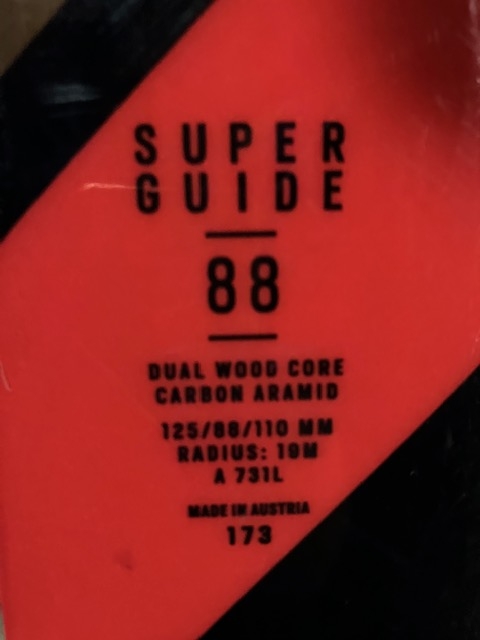 SUPER
GUIDE
88
DUAL WOOD CORE
CARBON ARAMID
125/88/110 MM
RADIUS: 19M
A 731L
MADE IN AUSTRIA
173